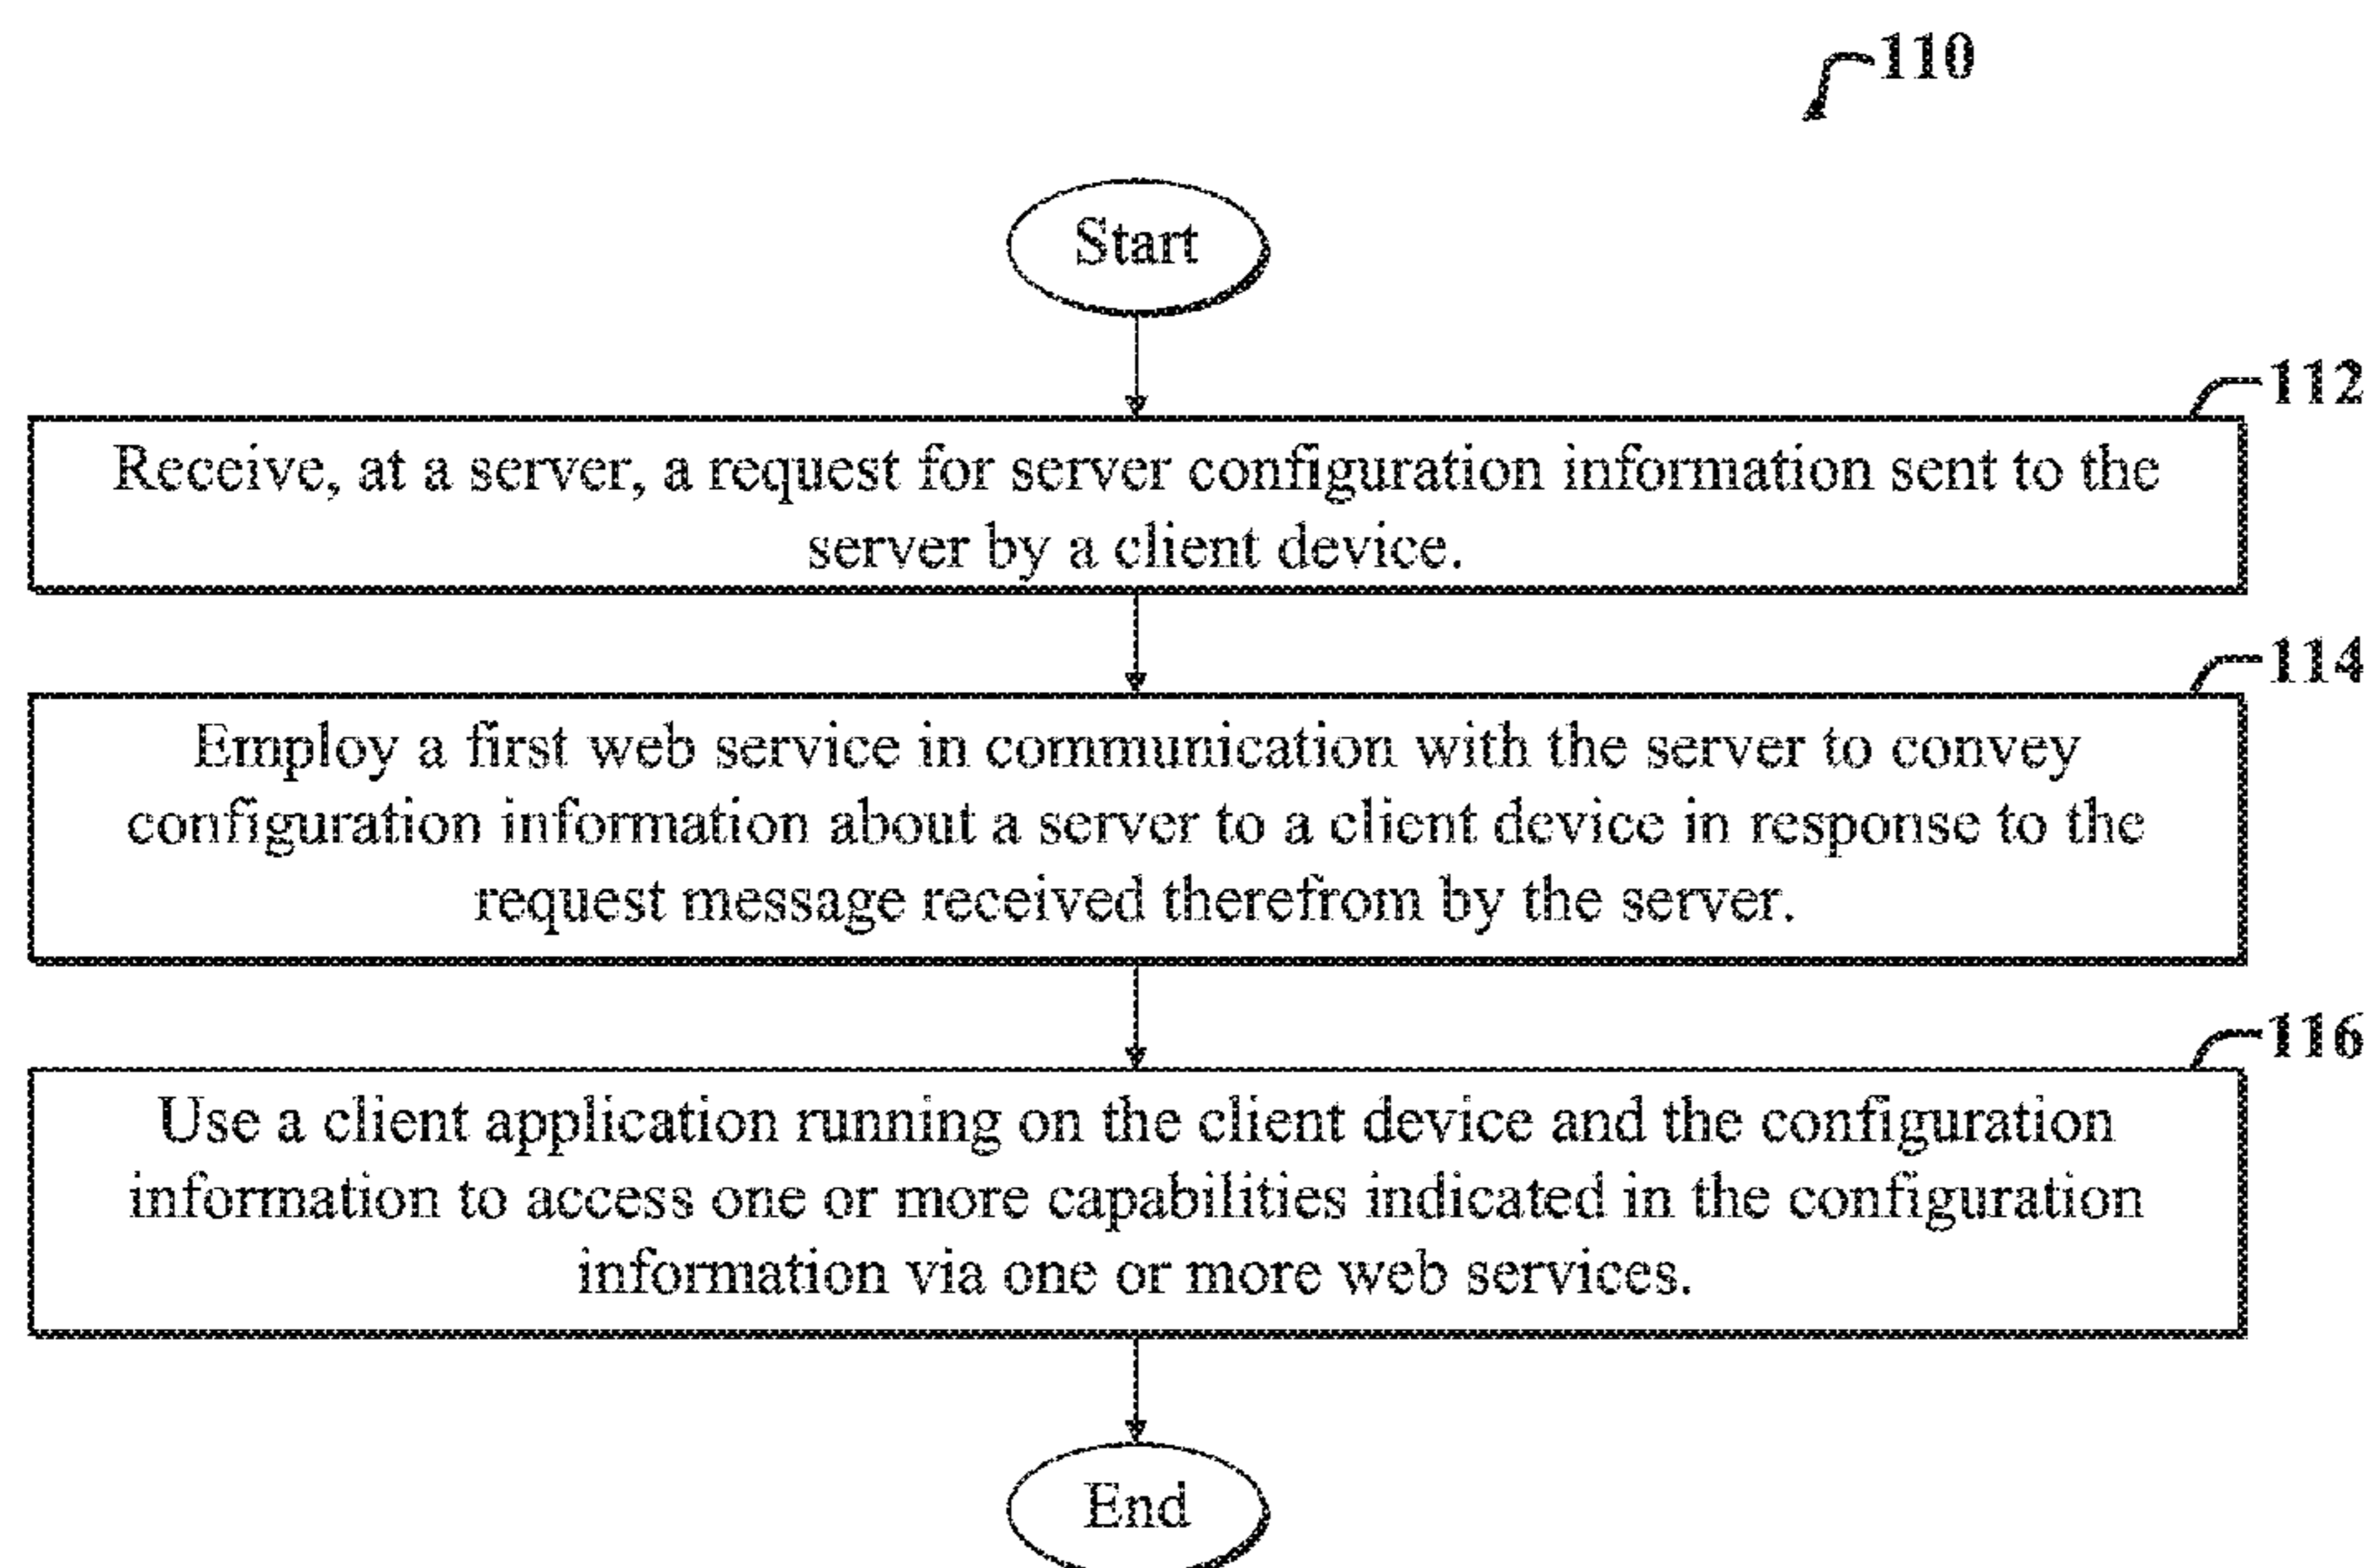 110
Start
112
Receive, at a server, a request for server configuration information sent to the
server by a client device.
114
Employ a first web service in communication with the server to convey
configuration information about a server to a client device in response to the
request message received therefrom by the server.
116
Use a client application running on the client device and the configuration
information to access one or more capabilities indicated in the configuration
information via one or more web services.
End